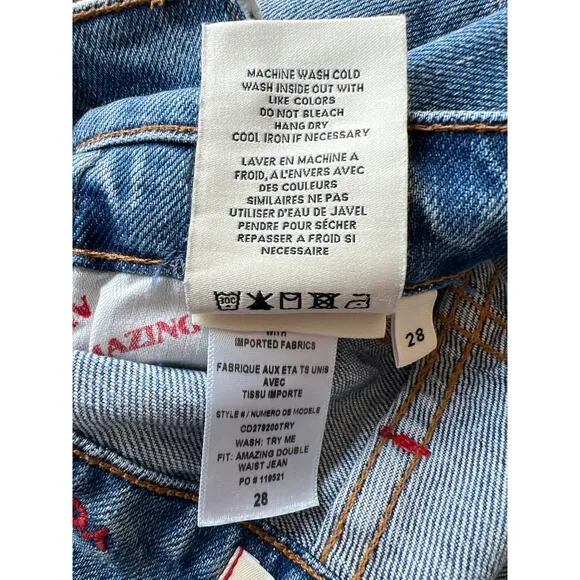 MACHINE WASH COLD
WASH INSIDE OUT WITH
LIKE COLORS
DO NOT BLEACH
HANG DRY
COOL IRON IF NECESSARY
LAVER EN MACHINE A
FROID, A L'ENVERS AVEC
DES COULEURS
SIMILAIRES NE PAS
UTILISER D'EAU DE JAVEL
PENDRE POUR SÉCHER
REPASSER A FROID SI
NECESSAIRE
30C
28
AMAZING
WITH
IMPORTED FABRICS
FABRIQUE AUX ETA TS UNIS
AVEC
TISSU IMPORTE
STYLE # / NUMERO DE MODELE
CD279200TRY
WASH: TRY ME
FIT: AMAZING DOUBLE
WAIST JEAN
PO # 119521
28